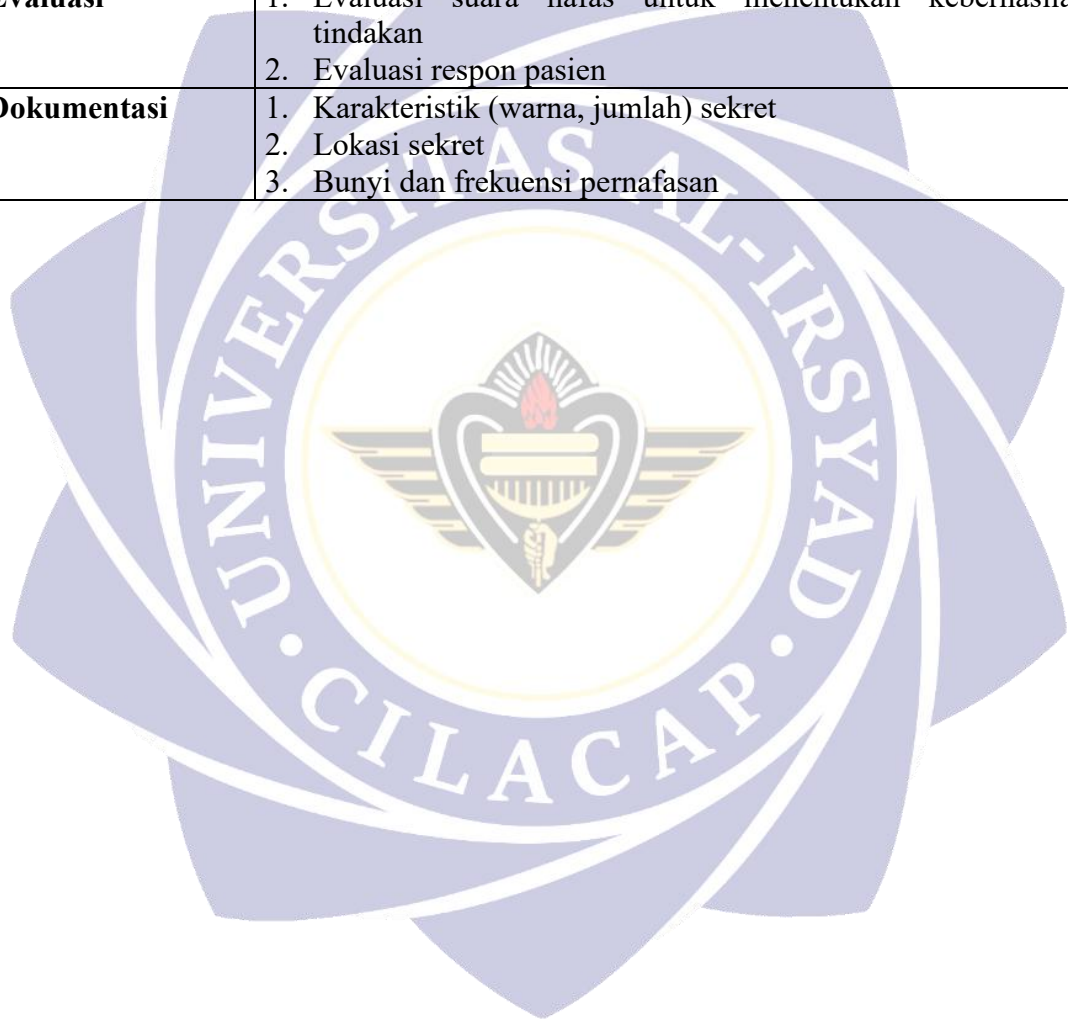 Evaluasi 1. Evaluasi suara nafas untuk menentukan
tindakan
2. Evaluasi respon pasien
Dokumentasi 1. Karakteristik (warna, jumlah) sekret
2. Lokasi sekret
3. Bunyi dan frekuensi pernafasan
UNIVERSITAS AL-IRSYAD
• CILACAP •